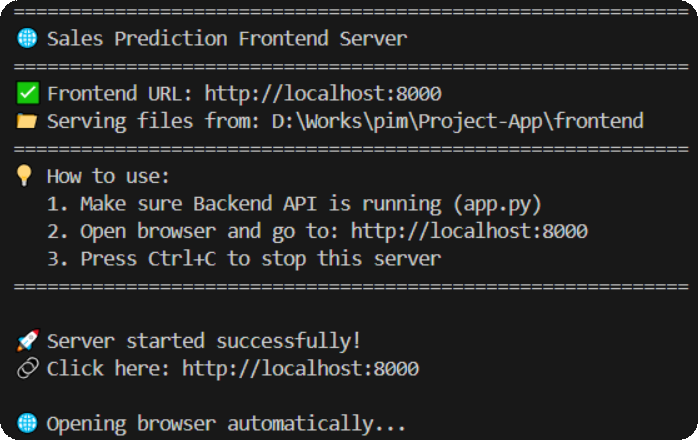 ============================================================
🌐 Sales Prediction Frontend Server
============================================================
✅ Frontend URL: http://localhost:8000
📁 Serving files from: D:\Works\pim\Project-App\frontend
============================================================
💡 How to use:
1. Make sure Backend API is running (app.py)
2. Open browser and go to: http://localhost:8000
3. Press Ctrl+C to stop this server
============================================================
🚀 Server started successfully!
🔗 Click here: http://localhost:8000
🌐 Opening browser automatically...